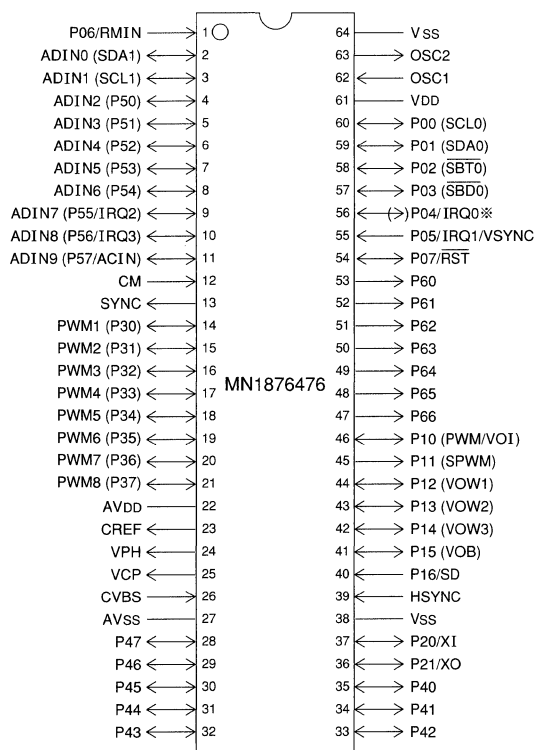 P06/RMIN 1 64 VSS
ADIN0 (SDA1) 2 63 OSC2
ADIN1 (SCL1) 3 62 OSC1
ADIN2 (P50) 4 61 VDD
ADIN3 (P51) 5 60 P00 (SCL0)
ADIN4 (P52) 6 59 P01 (SDA0)
ADIN5 (P53) 7 58 P02 (S̅B̅T̅0̅)
ADIN6 (P54) 8 57 P03 (S̅B̅D̅0̅)
ADIN7 (P55/IRQ2) 9 56 P04/IRQ0※
ADIN8 (P56/IRQ3) 10 55 P05/IRQ1/VSYNC
ADIN9 (P57/ACIN) 11 54 P07/R̅S̅T̅
CM 12 53 P60
SYNC 13 52 P61
PWM1 (P30) 14 51 P62
PWM2 (P31) 15 50 P63
PWM3 (P32) 16 49 P64
MN1876476
PWM4 (P33) 17 48 P65
PWM5 (P34) 18 47 P66
PWM6 (P35) 19 46 P10 (PWM/VOI)
PWM7 (P36) 20 45 P11 (SPWM)
PWM8 (P37) 21 44 P12 (VOW1)
AVDD 22 43 P13 (VOW2)
CREF 23 42 P14 (VOW3)
VPH 24 41 P15 (VOB)
VCP 25 40 P16/SD
CVBS 26 39 HSYNC
AVSS 27 38 VSS
P47 28 37 P20/XI
P46 29 36 P21/XO
P45 30 35 P40
P44 31 34 P41
P43 32 33 P42